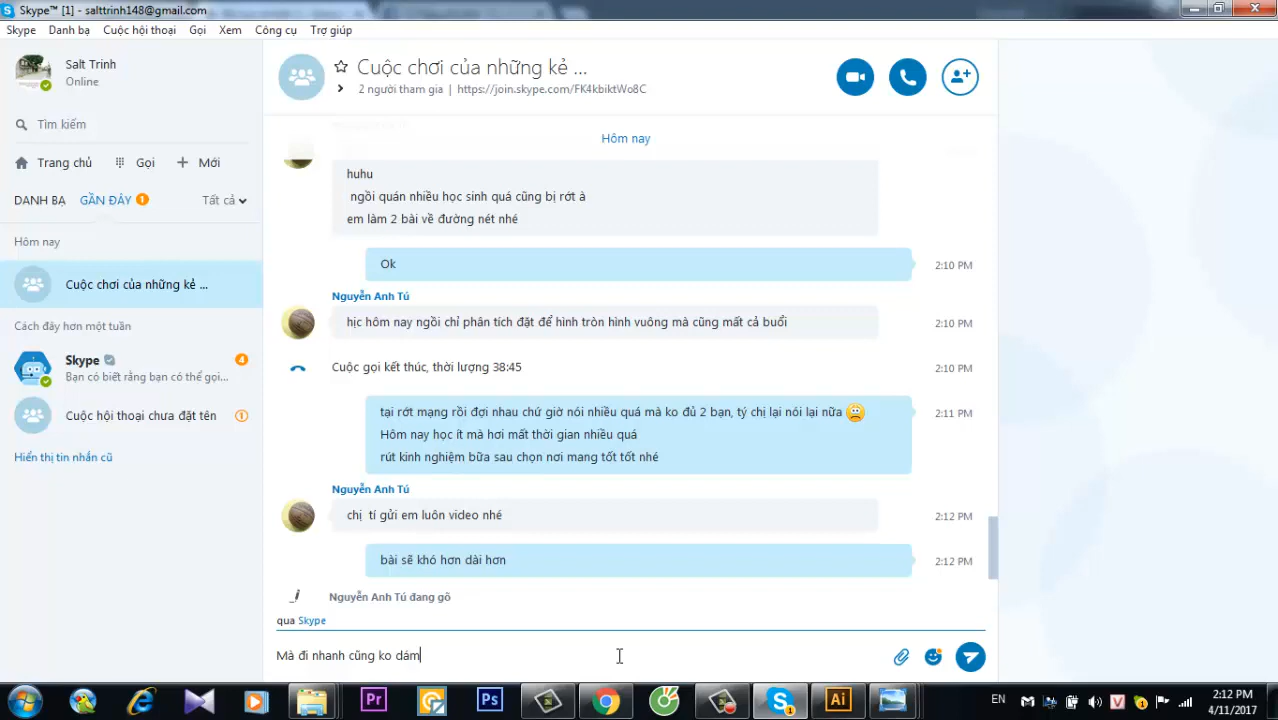 Skype™ [1] - salttrinh148@gmail.com
Skype Danh bạ Cuộc hội thoại Gọi Xem Công cụ Trợ giúp
Salt Trinh
Online
Tìm kiếm
Trang chủ Gọi Mới
DANH BẠ GẦN ĐÂY 1 Tất cả
Hôm nay
Cuộc chơi của những kẻ ...
Cách đây hơn một tuần
Skype 4
Bạn có biết rằng bạn có thể gọi...
Cuộc hội thoại chưa đặt tên 1
Hiển thị tin nhắn cũ
Cuộc chơi của những kẻ ...
2 người tham gia | https://join.skype.com/FK4kbiktWo8C
Hôm nay
huhu
ngồi quán nhiều học sinh quá cũng bị rớt à
em làm 2 bài về đường nét nhé
Ok 2:10 PM
Nguyễn Anh Tú
hịc hôm nay ngồi chỉ phân tích đặt để hình tròn hình vuông mà cũng mất cả buổi 2:10 PM
Cuộc gọi kết thúc, thời lượng 38:45 2:10 PM
tại rớt mạng rồi đợi nhau chứ giờ nói nhiều quá mà ko đủ 2 bạn, tý chị lại nói lại nữa 2:11 PM
Hôm nay học ít mà hơi mất thời gian nhiều quá
rút kinh nghiệm bữa sau chọn nơi mang tốt tốt nhé
Nguyễn Anh Tú
chị tí gửi em luôn video nhé 2:12 PM
bài sẽ khó hơn dài hơn 2:12 PM
Nguyễn Anh Tú đang gõ
qua Skype
Mà đi nhanh cũng ko dám
Pr Ps Ai EN 2:12 PM
4/11/2017